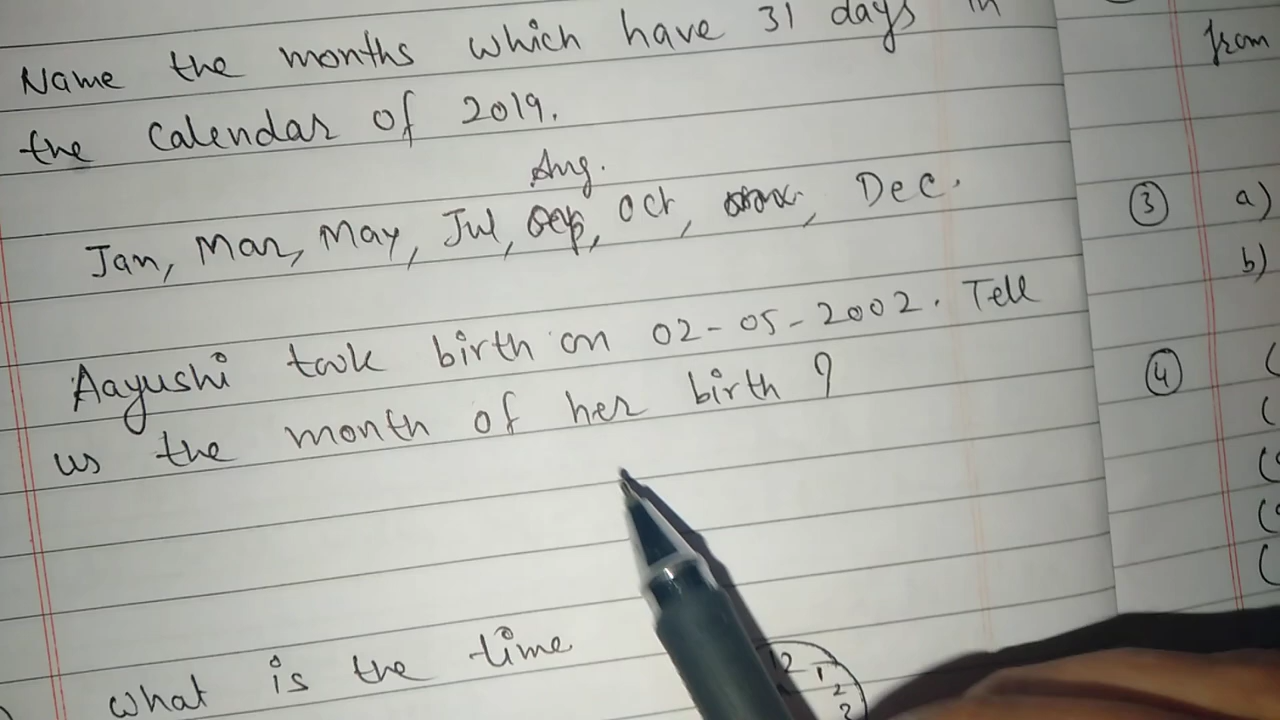 Name the months which have 31 days in
the Calendar of 2019.
Aug.
Jan, Mar, May, Jul, Sep, Oct, Dec.
Aayushi took birth on 02-05-2002. Tell
us the month of her birth ?
What is the time
12 1
2
3
from
3 a)
b)
4